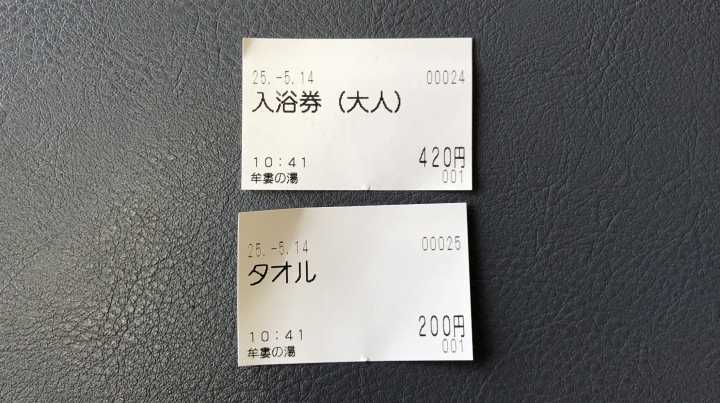 25.-5.14 00024
入浴券（大人）
420円
10:41 001
牟婁の湯
25.-5.14 00025
タオル
200円
10:41 001
牟婁の湯